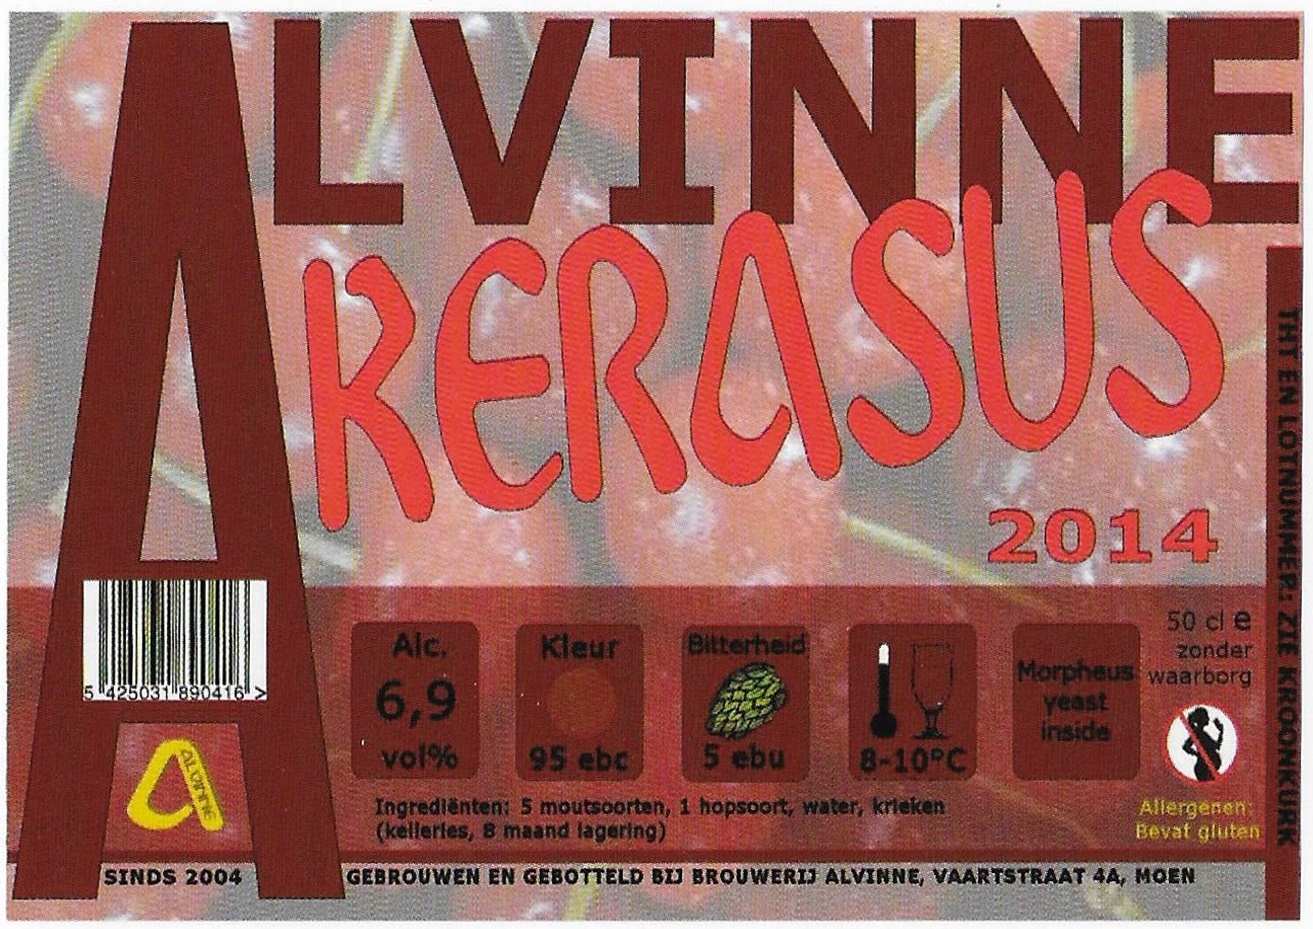 ALVINNE
KERASUS
2014
THT EN LOTNUMMER: ZIE KROONKURK
5 425031 890416 >
Alc.
6,9
vol%
Kleur
95 ebc
Bitterheid
5 ebu
8-10°C
Morpheus
yeast
inside
50 cl e
zonder
waarborg
ALVINNE
Ingrediënten: 5 moutsoorten, 1 hopsoort, water, krieken
(kelleries, 8 maand lagering)
Allergenen:
Bevat gluten
SINDS 2004
GEBROUWEN EN GEBOTTELD BIJ BROUWERIJ ALVINNE, VAARTSTRAAT 4A, MOEN